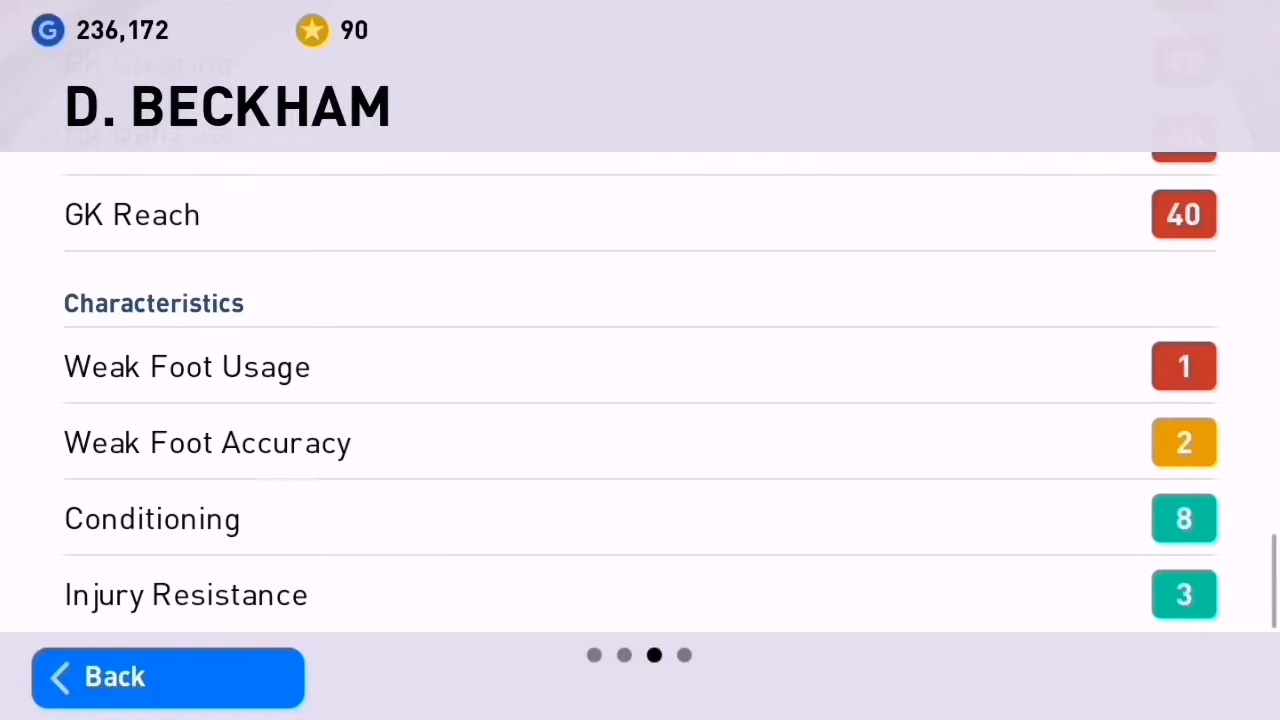 G 236,172 90
D. BECKHAM
GK Reach 40
Characteristics
Weak Foot Usage 1
Weak Foot Accuracy 2
Conditioning 8
Injury Resistance 3
Back